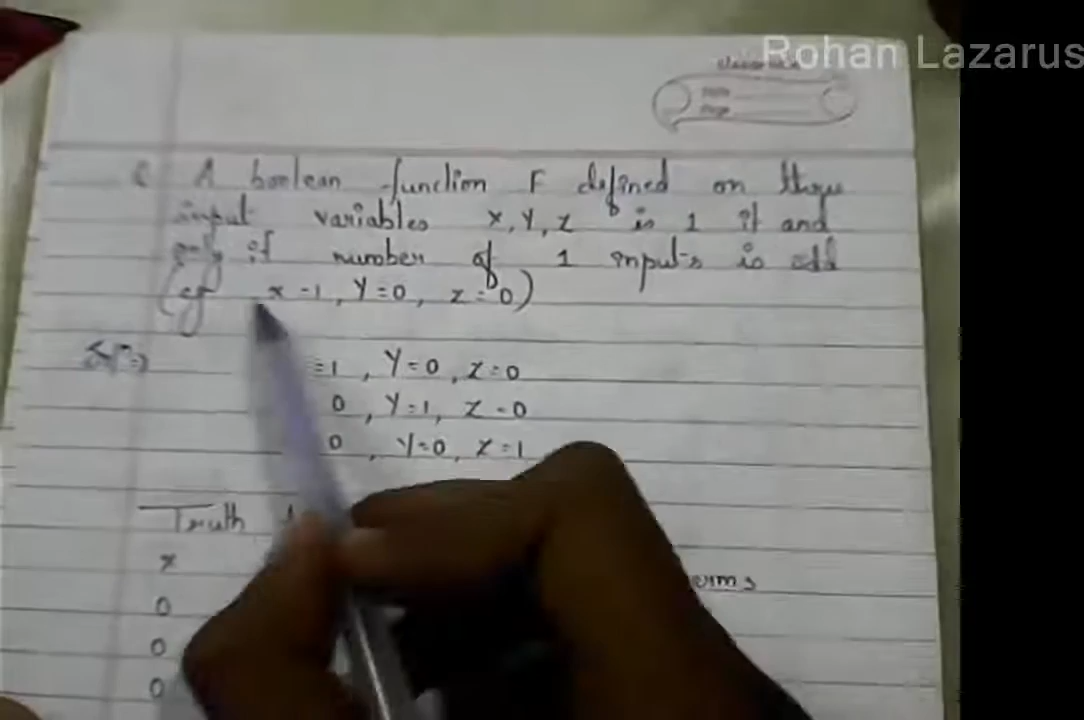 Rohan Lazarus
Q A boolean function F defined on three
input variables X, Y, Z is 1 if and
only if number of 1 inputs is odd
(eg x = 1, Y = 0, z = 0)
= 1, Y = 0, z = 0
0, Y = 1, z = 0
0, Y = 0, z = 1
Truth
x
0
0
0